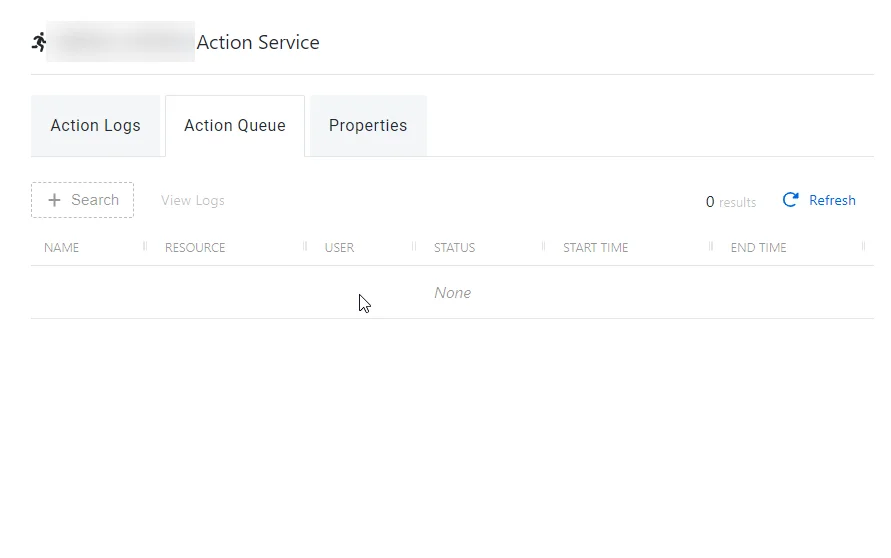 Action Service
Action Logs Action Queue Properties
+ Search View Logs 0 results Refresh
NAME RESOURCE USER STATUS START TIME END TIME
None